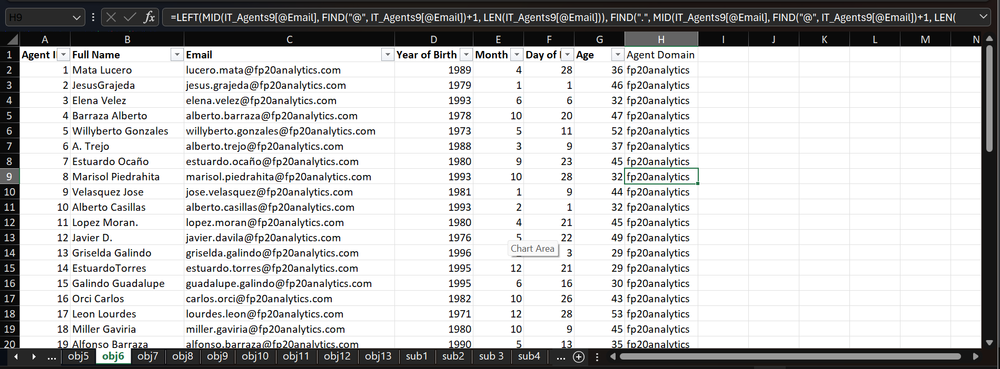 H9 fx =LEFT(MID(IT_Agents9[@Email], FIND("@", IT_Agents9[@Email])+1, LEN(IT_Agents9[@Email])), FIND(".", MID(IT_Agents9[@Email], FIND("@", IT_Agents9[@Email])+1, LEN(
A B C D E F G H I J K L M N
1 Agent I Full Name Email Year of Birth Month Day of Age Agent Domain
2 1 Mata Lucero lucero.mata@fp20analytics.com 1989 4 28 36 fp20analytics
3 2 JesusGrajeda jesus.grajeda@fp20analytics.com 1979 1 1 46 fp20analytics
4 3 Elena Velez elena.velez@fp20analytics.com 1993 6 6 32 fp20analytics
5 4 Barraza Alberto alberto.barraza@fp20analytics.com 1978 10 20 47 fp20analytics
6 5 Willyberto Gonzales willyberto.gonzales@fp20analytics.com 1973 5 11 52 fp20analytics
7 6 A. Trejo alberto.trejo@fp20analytics.com 1988 3 9 37 fp20analytics
8 7 Estuardo Ocaño estuardo.ocaño@fp20analytics.com 1980 9 23 45 fp20analytics
9 8 Marisol Piedrahita marisol.piedrahita@fp20analytics.com 1993 10 28 32 fp20analytics
10 9 Velasquez Jose jose.velasquez@fp20analytics.com 1981 1 9 44 fp20analytics
11 10 Alberto Casillas alberto.casillas@fp20analytics.com 1993 2 1 32 fp20analytics
12 11 Lopez Moran. lopez.moran@fp20analytics.com 1980 4 21 45 fp20analytics
13 12 Javier D. javier.davila@fp20analytics.com 1976 5 22 49 fp20analytics
Chart Area
14 13 Griselda Galindo griselda.galindo@fp20analytics.com 1996 3 29 fp20analytics
15 14 EstuardoTorres estuardo.torres@fp20analytics.com 1995 12 21 29 fp20analytics
16 15 Galindo Guadalupe guadalupe.galindo@fp20analytics.com 1995 6 16 30 fp20analytics
17 16 Orci Carlos carlos.orci@fp20analytics.com 1982 10 26 43 fp20analytics
18 17 Leon Lourdes lourdes.leon@fp20analytics.com 1971 12 28 53 fp20analytics
19 18 Miller Gaviria miller.gaviria@fp20analytics.com 1980 10 9 45 fp20analytics
20 19 Alfonso Barraza alfonso.barraza@fp20analytics.com 1990 5 13 35 fp20analytics
... obj5 obj6 obj7 obj8 obj9 obj10 obj11 obj12 obj13 sub1 sub2 sub 3 sub4 ...